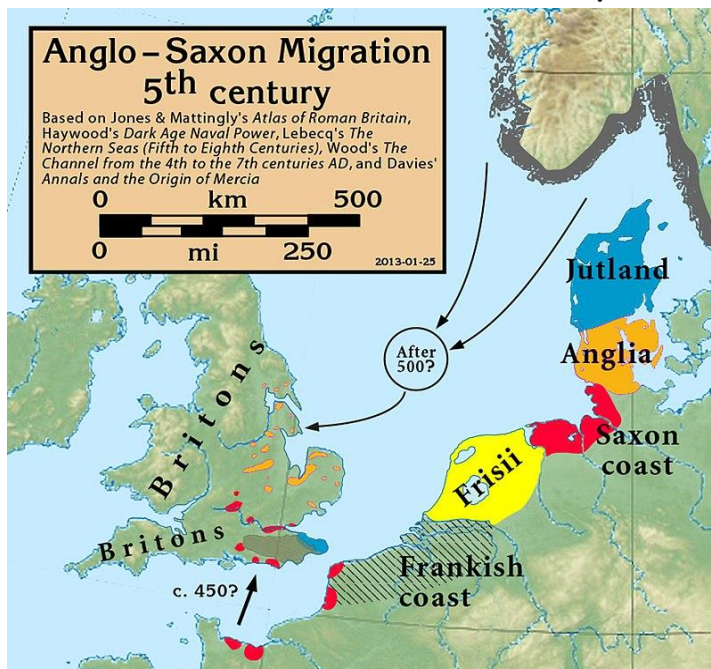 Anglo – Saxon Migration
5th century
Based on Jones & Mattingly's Atlas of Roman Britain,
Haywood's Dark Age Naval Power, Lebecq's The
Northern Seas (Fifth to Eighth Centuries), Wood's The
Channel from the 4th to the 7th centuries AD, and Davies'
Annals and the Origin of Mercia
0 km 500
0 mi 250
2013-01-25
Jutland
After
500?
Anglia
Britons
Saxon
coast
Frisii
Britons
Frankish
coast
c. 450?